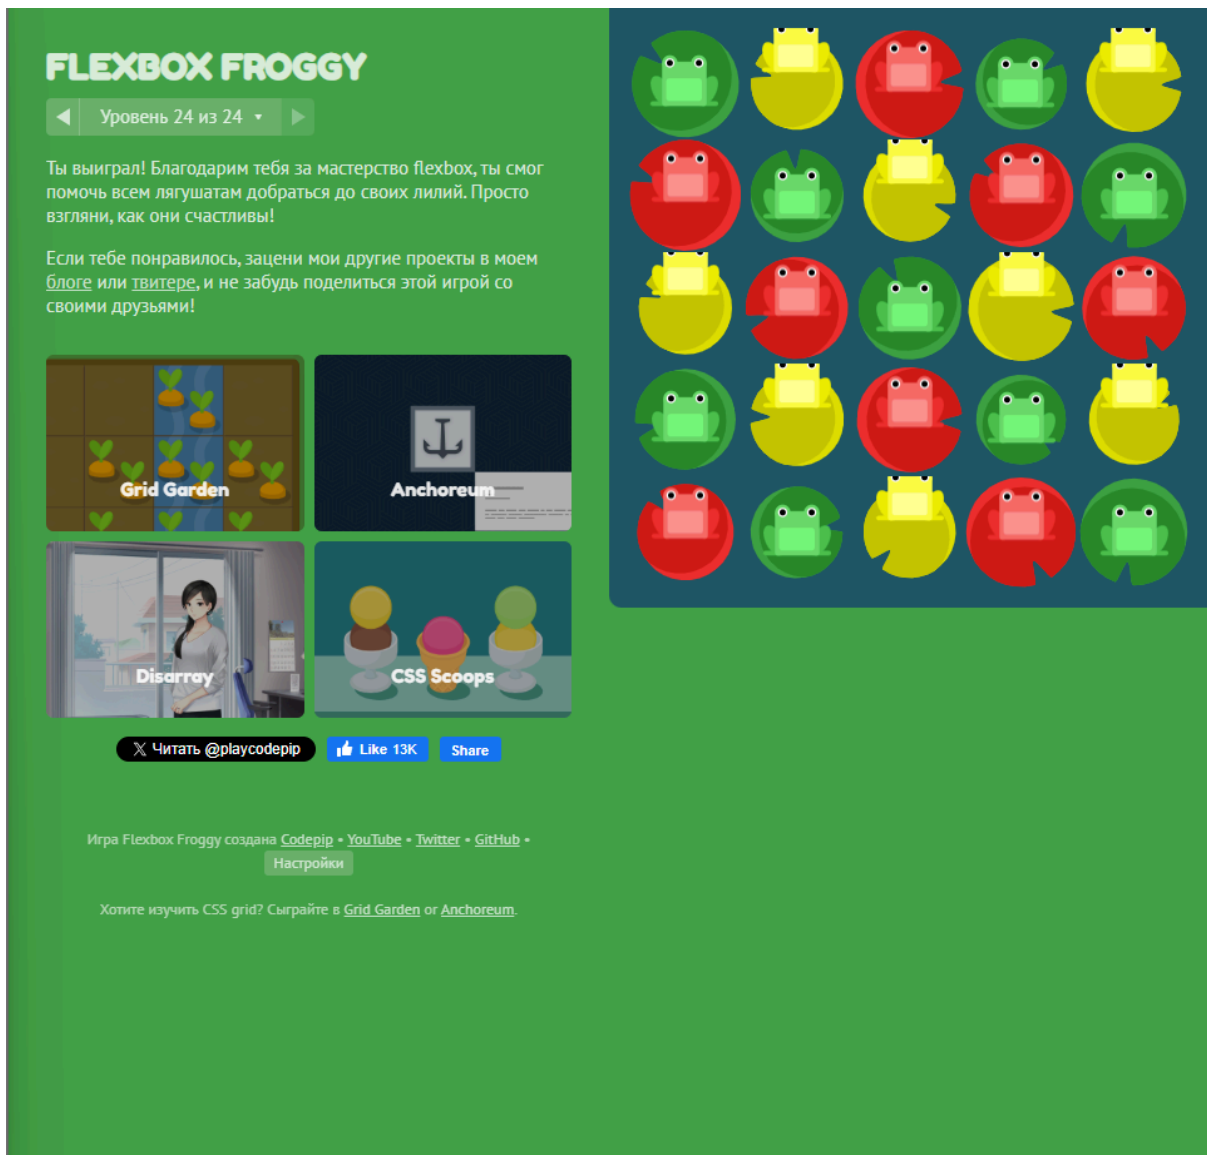 FLEXBOX FROGGY
Уровень 24 из 24
Ты выиграл! Благодарим тебя за мастерство flexbox, ты смог
помочь всем лягушатам добраться до своих лилий. Просто
взгляни, как они счастливы!
Если тебе понравилось, зацени мои другие проекты в моем
блоге или твитере, и не забудь поделиться этой игрой со
своими друзьями!
Grid Garden
Anchoreum
Disarray
CSS Scoops
Читать @playcodepip
Like 13K
Share
Игра Flexbox Froggy создана Codepip • YouTube • Twitter • GitHub •
Настройки
Хотите изучить CSS grid? Сыграйте в Grid Garden or Anchoreum.